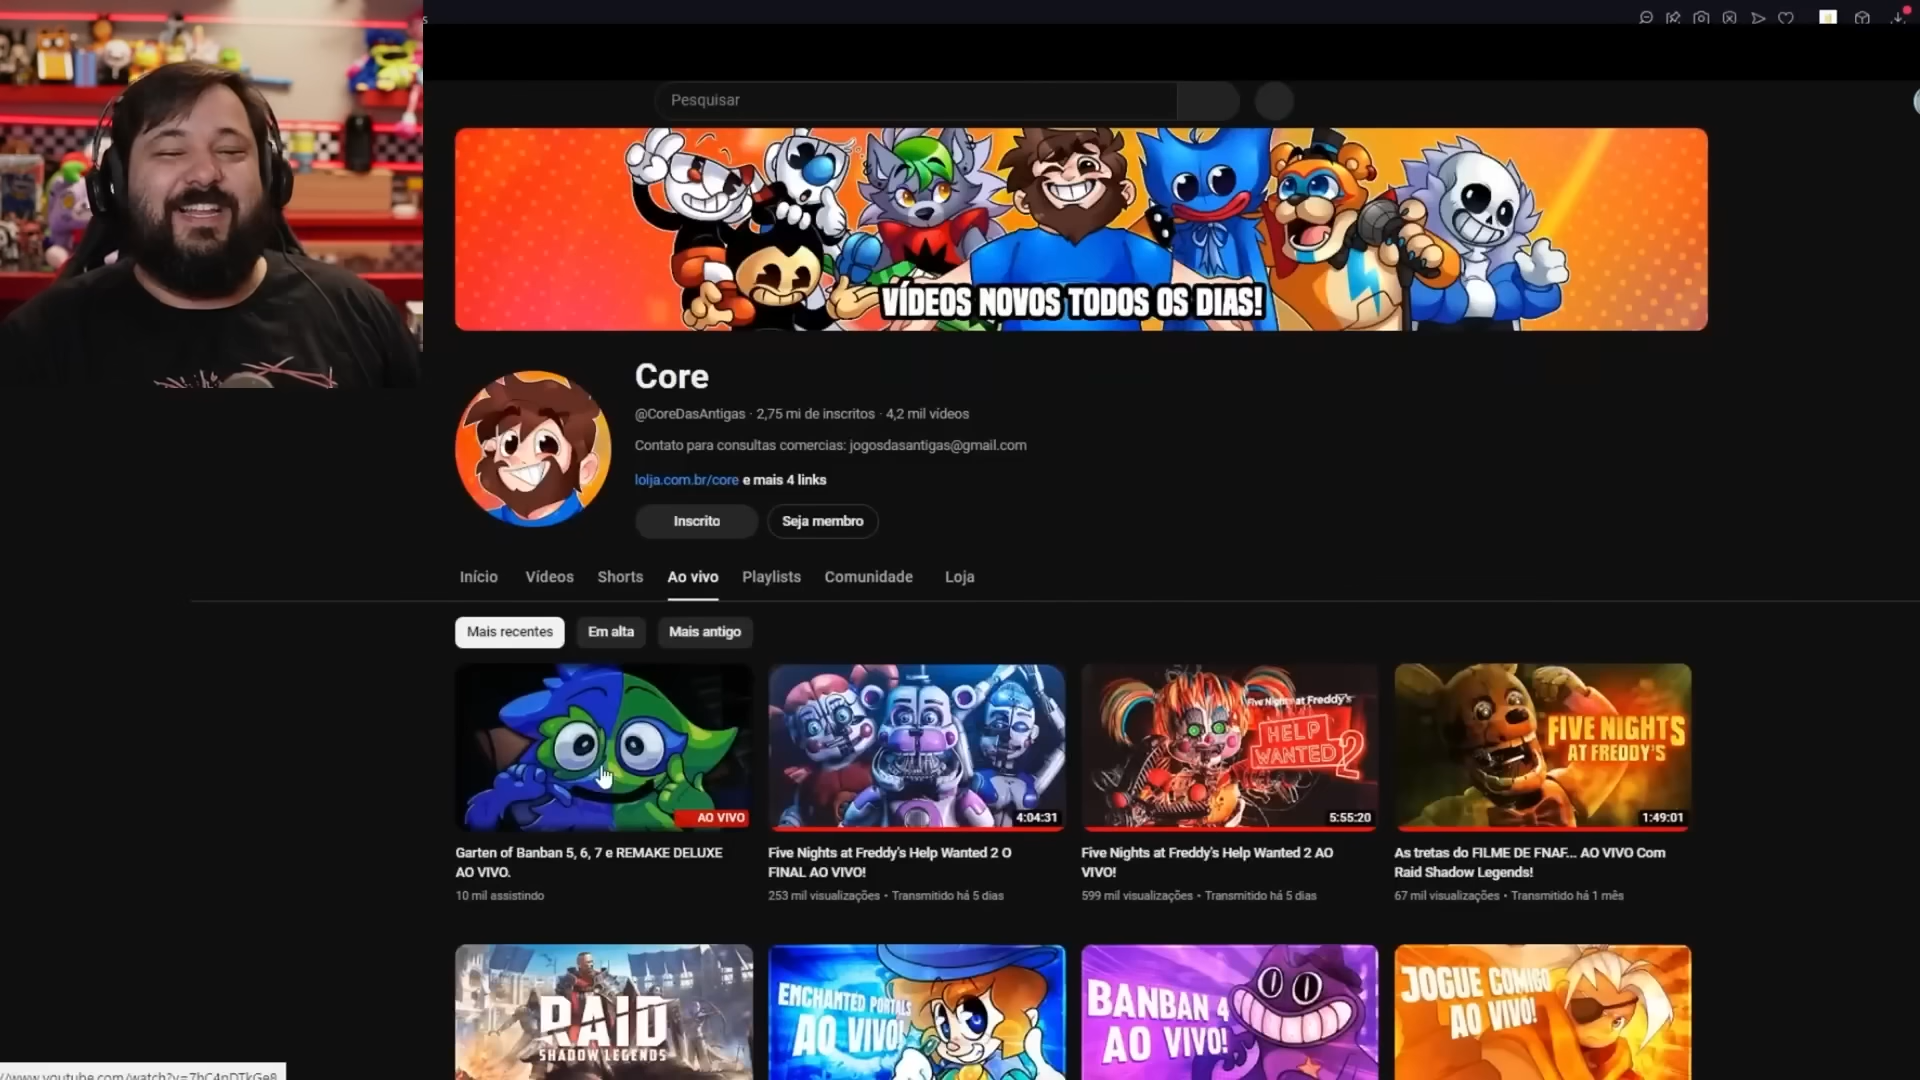 s
Pesquisar
VÍDEOS NOVOS TODOS OS DIAS!
Core
@CoreDasAntigas · 2,75 mi de inscritos · 4,2 mil vídeos
Contato para consultas comercias: jogosdasantigas@gmail.com
lolja.com.br/core e mais 4 links
Inscrito
Seja membro
Início
Vídeos
Shorts
Ao vivo
Playlists
Comunidade
Loja
Mais recentes
Em alta
Mais antigo
AO VIVO
4:04:31
Five Nights at Freddy's
HELP
WANTED 2
5:55:20
FIVE NIGHTS
AT FREDDY'S
1:49:01
Garten of Banban 5, 6, 7 e REMAKE DELUXE
AO VIVO.
10 mil assistindo
Five Nights at Freddy's Help Wanted 2 O
FINAL AO VIVO!
253 mil visualizações • Transmitido há 5 dias
Five Nights at Freddy's Help Wanted 2 AO
VIVO!
599 mil visualizações • Transmitido há 5 dias
As tretas do FILME DE FNAF... AO VIVO Com
Raid Shadow Legends!
67 mil visualizações • Transmitido há 1 mês
RAID
SHADOW LEGENDS
ENCHANTED PORTALS
AO VIVO!
BANBAN 4
AO VIVO!
JOGUE COMIGO
AO VIVO!